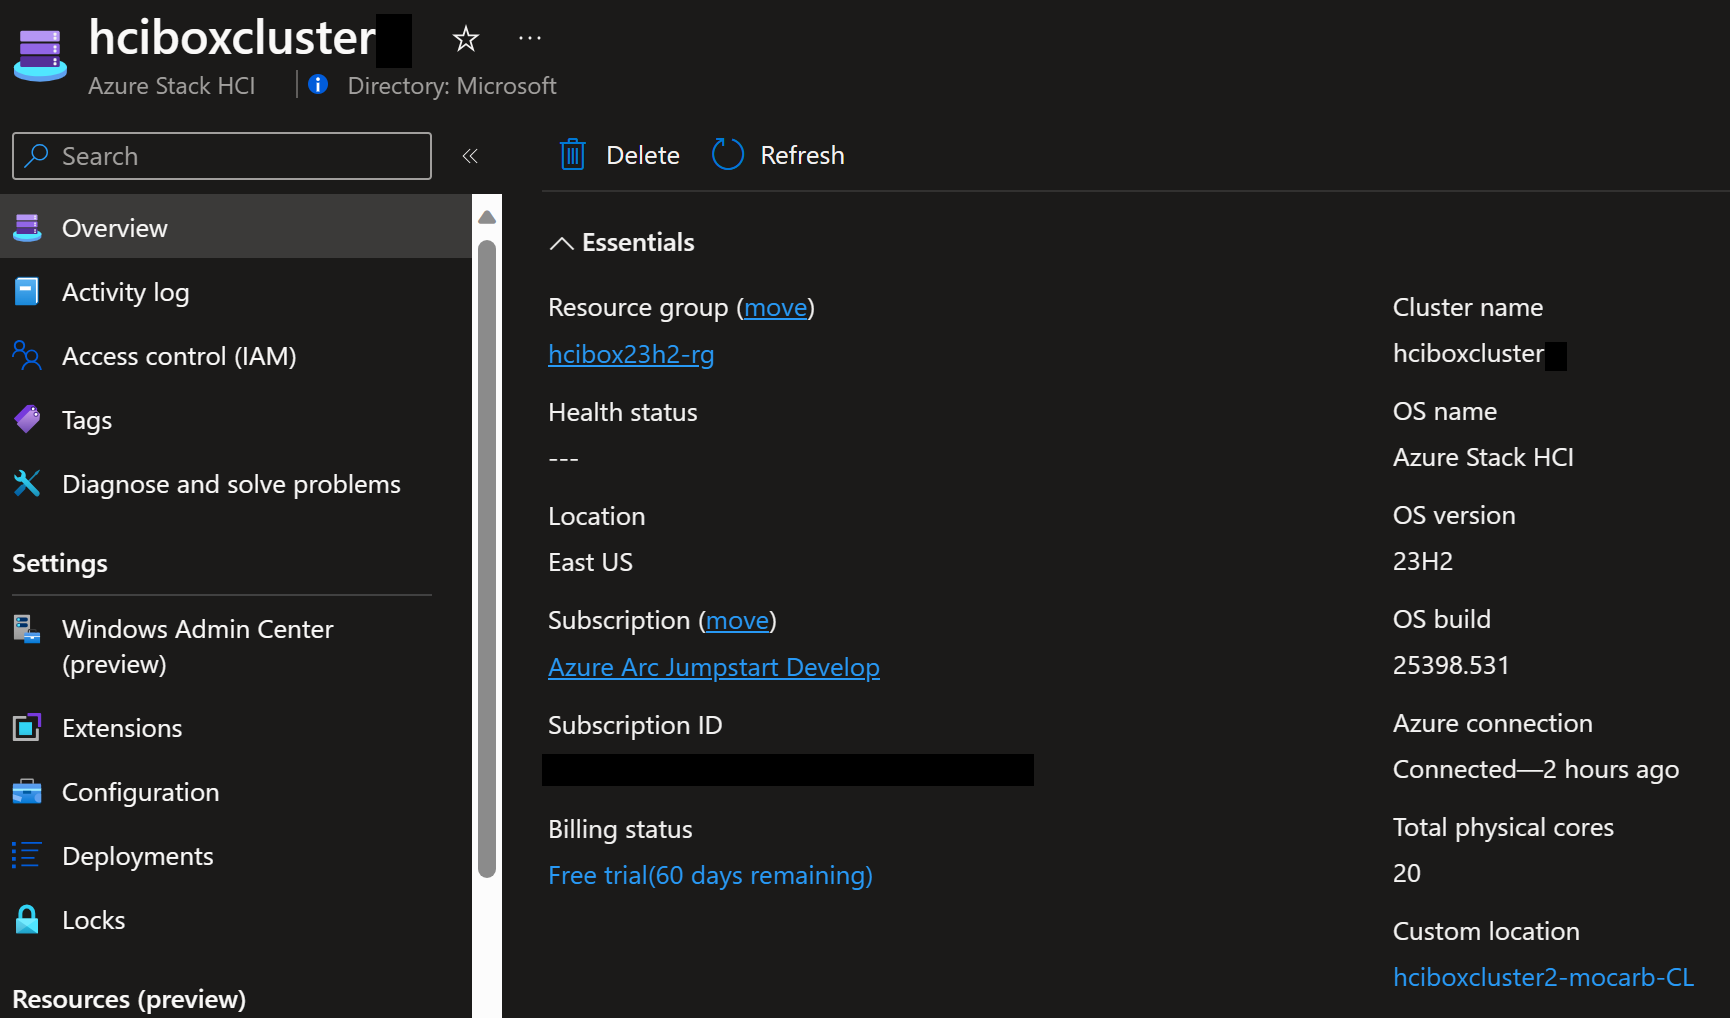 hciboxcluster
Azure Stack HCI
Directory: Microsoft
Search
Overview
Activity log
Access control (IAM)
Tags
Diagnose and solve problems
Settings
Windows Admin Center
(preview)
Extensions
Configuration
Deployments
Locks
Resources (preview)
Delete
Refresh
Essentials
Resource group (move)
hcibox23h2-rg
Health status
---
Location
East US
Subscription (move)
Azure Arc Jumpstart Develop
Subscription ID
Billing status
Free trial(60 days remaining)
Cluster name
hciboxcluster
OS name
Azure Stack HCI
OS version
23H2
OS build
25398.531
Azure connection
Connected—2 hours ago
Total physical cores
20
Custom location
hciboxcluster2-mocarb-CL